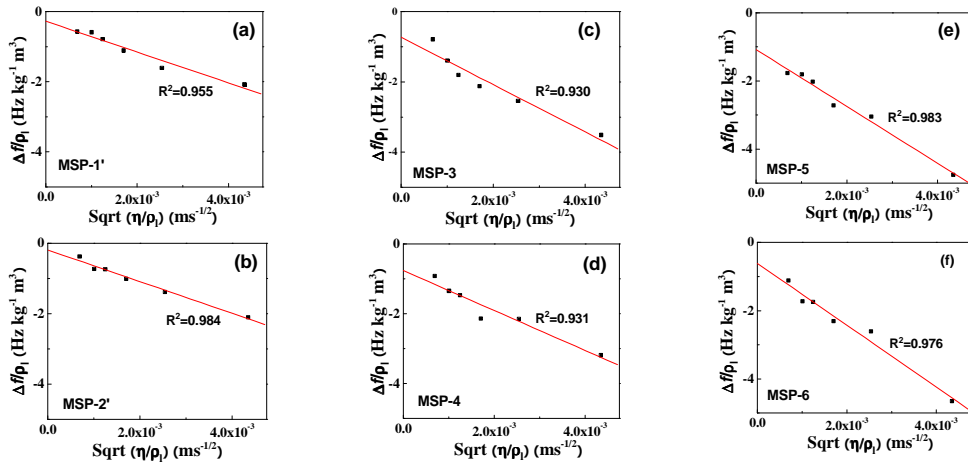 (a)
0
-2
-4
Δf/ρl (Hz kg-1 m3)
R2=0.955
MSP-1'
0.0 2.0x10-3 4.0x10-3
Sqrt (η/ρl) (ms-1/2)
(c)
0
-2
-4
Δf/ρl (Hz kg-1 m3)
R2=0.930
MSP-3
0.0 2.0x10-3 4.0x10-3
Sqrt (η/ρl) (ms-1/2)
(e)
0
-2
-4
Δf/ρl (Hz kg-1 m3)
R2=0.983
MSP-5
0.0 2.0x10-3 4.0x10-3
Sqrt (η/ρl) (ms-1/2)
(b)
0
-2
-4
Δf/ρl (Hz kg-1 m3)
R2=0.984
MSP-2'
0.0 2.0x10-3 4.0x10-3
Sqrt (η/ρl) (ms-1/2)
(d)
0
-2
-4
Δf/ρl (Hz kg-1 m3)
R2=0.931
MSP-4
0.0 2.0x10-3 4.0x10-3
Sqrt (η/ρl) (ms-1/2)
(f)
0
-2
-4
Δf/ρl (Hz kg-1 m3)
R2=0.976
MSP-6
0.0 2.0x10-3 4.0x10-3
Sqrt (η/ρl) (ms-1/2)